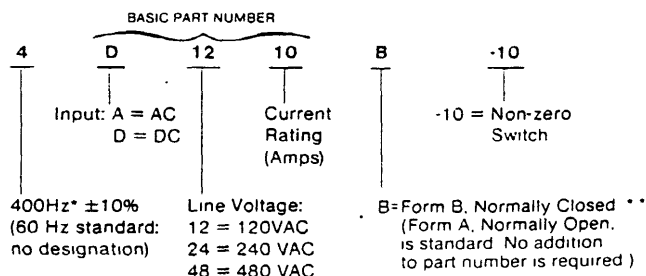 BASIC PART NUMBER
4 D 12 10 B -10
Input: A = AC
D = DC
Current
Rating
(Amps)
-10 = Non-zero
Switch
400Hz* ±10%
(60 Hz standard:
no designation)
Line Voltage:
12 = 120VAC
24 = 240 VAC
48 = 480 VAC
B=Form B, Normally Closed **
(Form A, Normally Open,
is standard No addition
to part number is required )